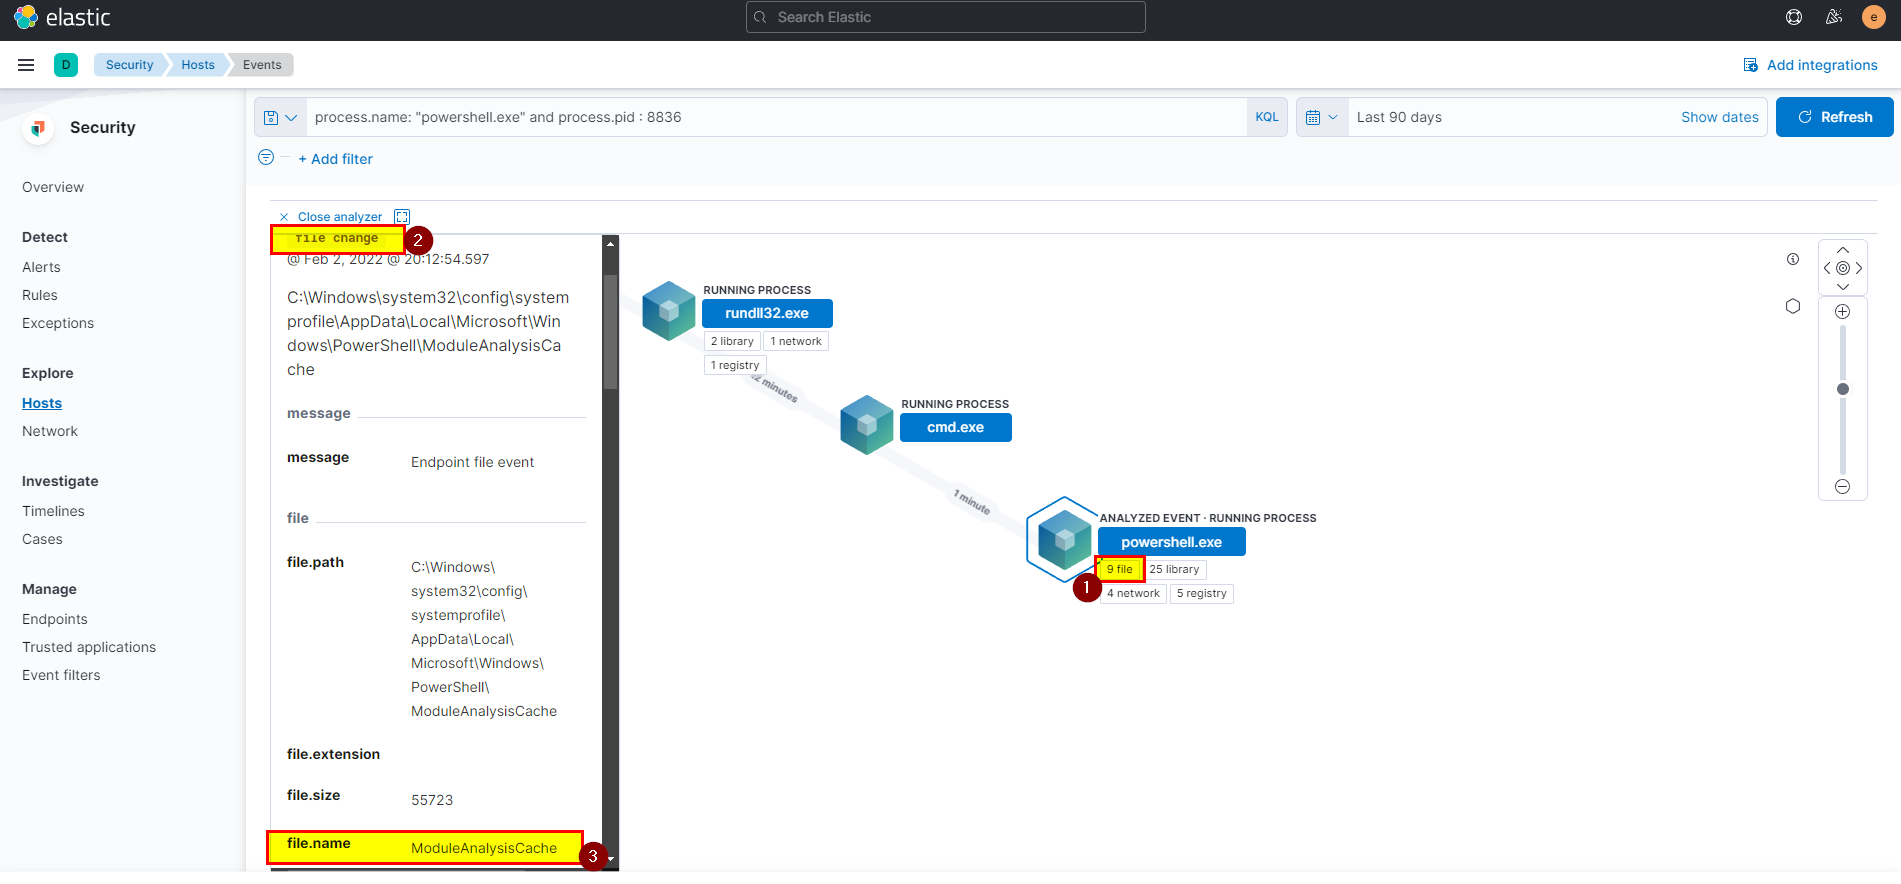 elastic
Search Elastic
e
D
Security
Hosts
Events
Add integrations
Security
Overview
Detect
Alerts
Rules
Exceptions
Explore
Hosts
Network
Investigate
Timelines
Cases
Manage
Endpoints
Trusted applications
Event filters
process.name: "powershell.exe" and process.pid : 8836
KQL
Last 90 days
Show dates
Refresh
+ Add filter
Close analyzer
file change
2
@ Feb 2, 2022 @ 20:12:54.597
C:\Windows\system32\config\system
profile\AppData\Local\Microsoft\Win
dows\PowerShell\ModuleAnalysisCa
che
message
message
Endpoint file event
file
file.path
C:\Windows\
system32\config\
systemprofile\
AppData\Local\
Microsoft\Windows\
PowerShell\
ModuleAnalysisCache
file.extension
file.size
55723
file.name
ModuleAnalysisCache
3
RUNNING PROCESS
rundll32.exe
2 library
1 network
1 registry
2 minutes
RUNNING PROCESS
cmd.exe
1 minute
ANALYZED EVENT · RUNNING PROCESS
powershell.exe
9 file
25 library
1
4 network
5 registry